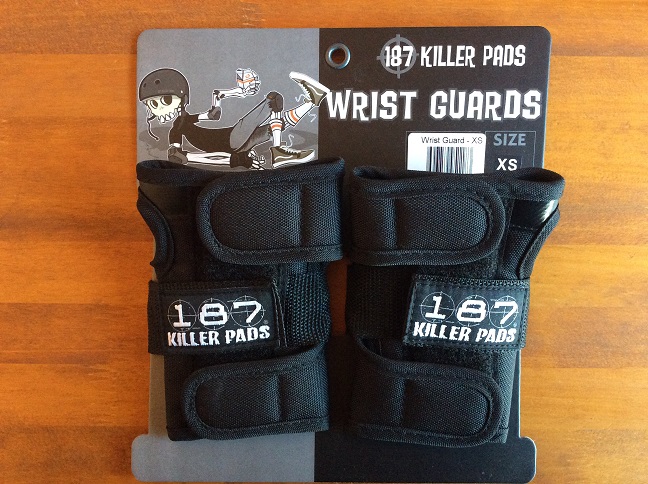 187 KILLER PADS
WRIST GUARDS
Wrist Guard - XS
SIZE
XS
187
KILLER PADS
187
KILLER PADS